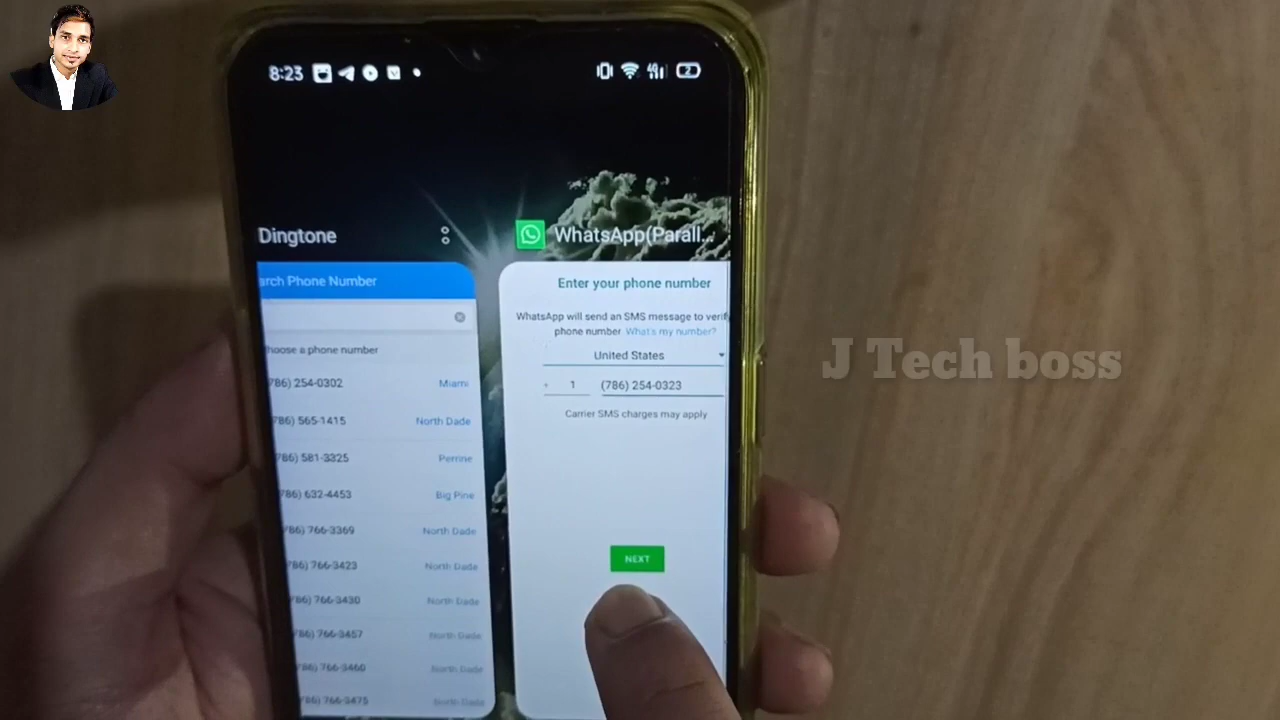 8:23
2
Dingtone
WhatsApp(Parall...
arch Phone Number
Enter your phone number
WhatsApp will send an SMS message to verify
phone number. What's my number?
hoose a phone number
United States
786) 254-0302 Miami
+ 1 (786) 254-0323
Carrier SMS charges may apply
786) 565-1415 North Dade
786) 581-3325 Perrine
786) 632-4453 Big Pine
786) 766-3369 North Dade
NEXT
786) 766-3423 North Dade
786) 766-3430 North Dade
786) 766-3457 North Dade
786) 766-3460 North Dade
786) 766-3475 North Dade
J Tech boss